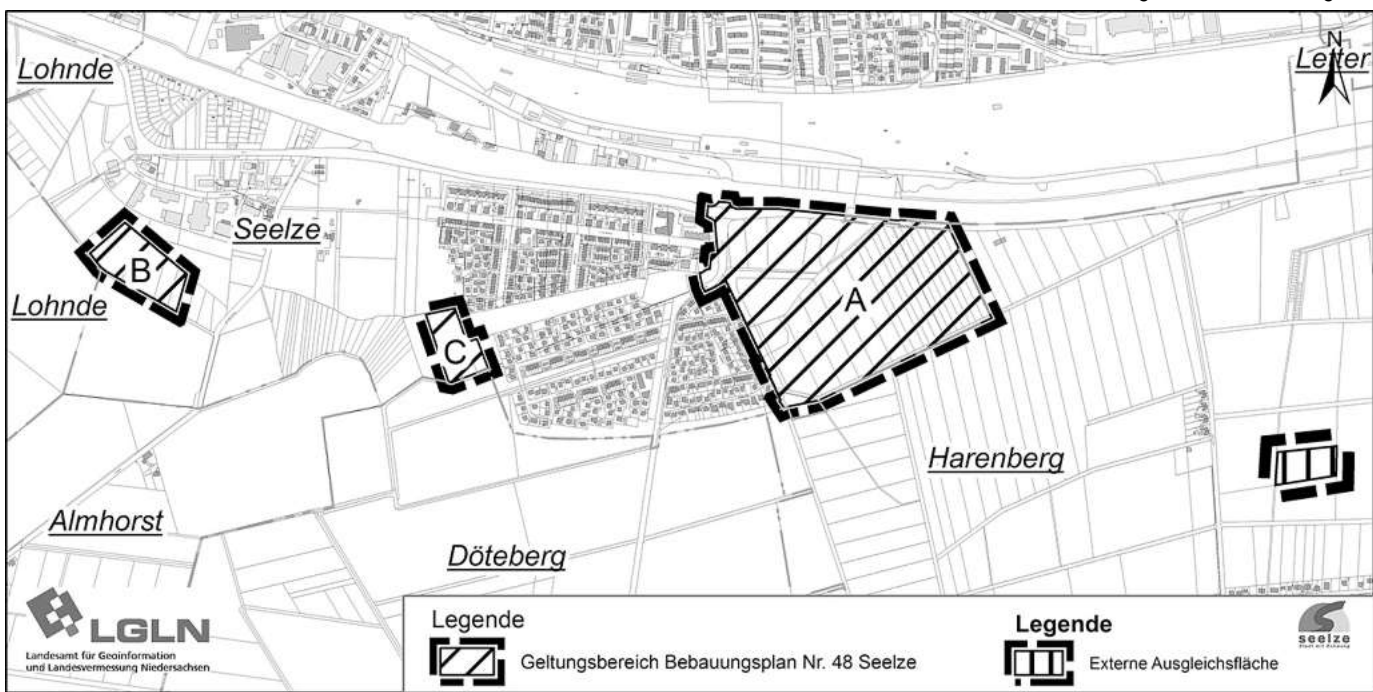 Lohnde
N
Letter
Seelze
B
Lohnde
A
C
Harenberg
Almhorst
Döteberg
LGLN
Landesamt für Geoinformation
und Landesvermessung Niedersachsen
Legende
Geltungsbereich Bebauungsplan Nr. 48 Seelze
Legende
Externe Ausgleichsfläche
seelze